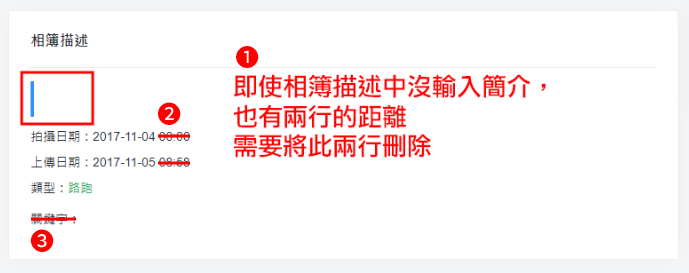 相簿描述
1
即使相簿描述中沒輸入簡介，
也有兩行的距離
需要將此兩行刪除
2
拍攝日期：2017-11-04 00:00
上傳日期：2017-11-05 08:58
類型：路跑
關鍵字：
3